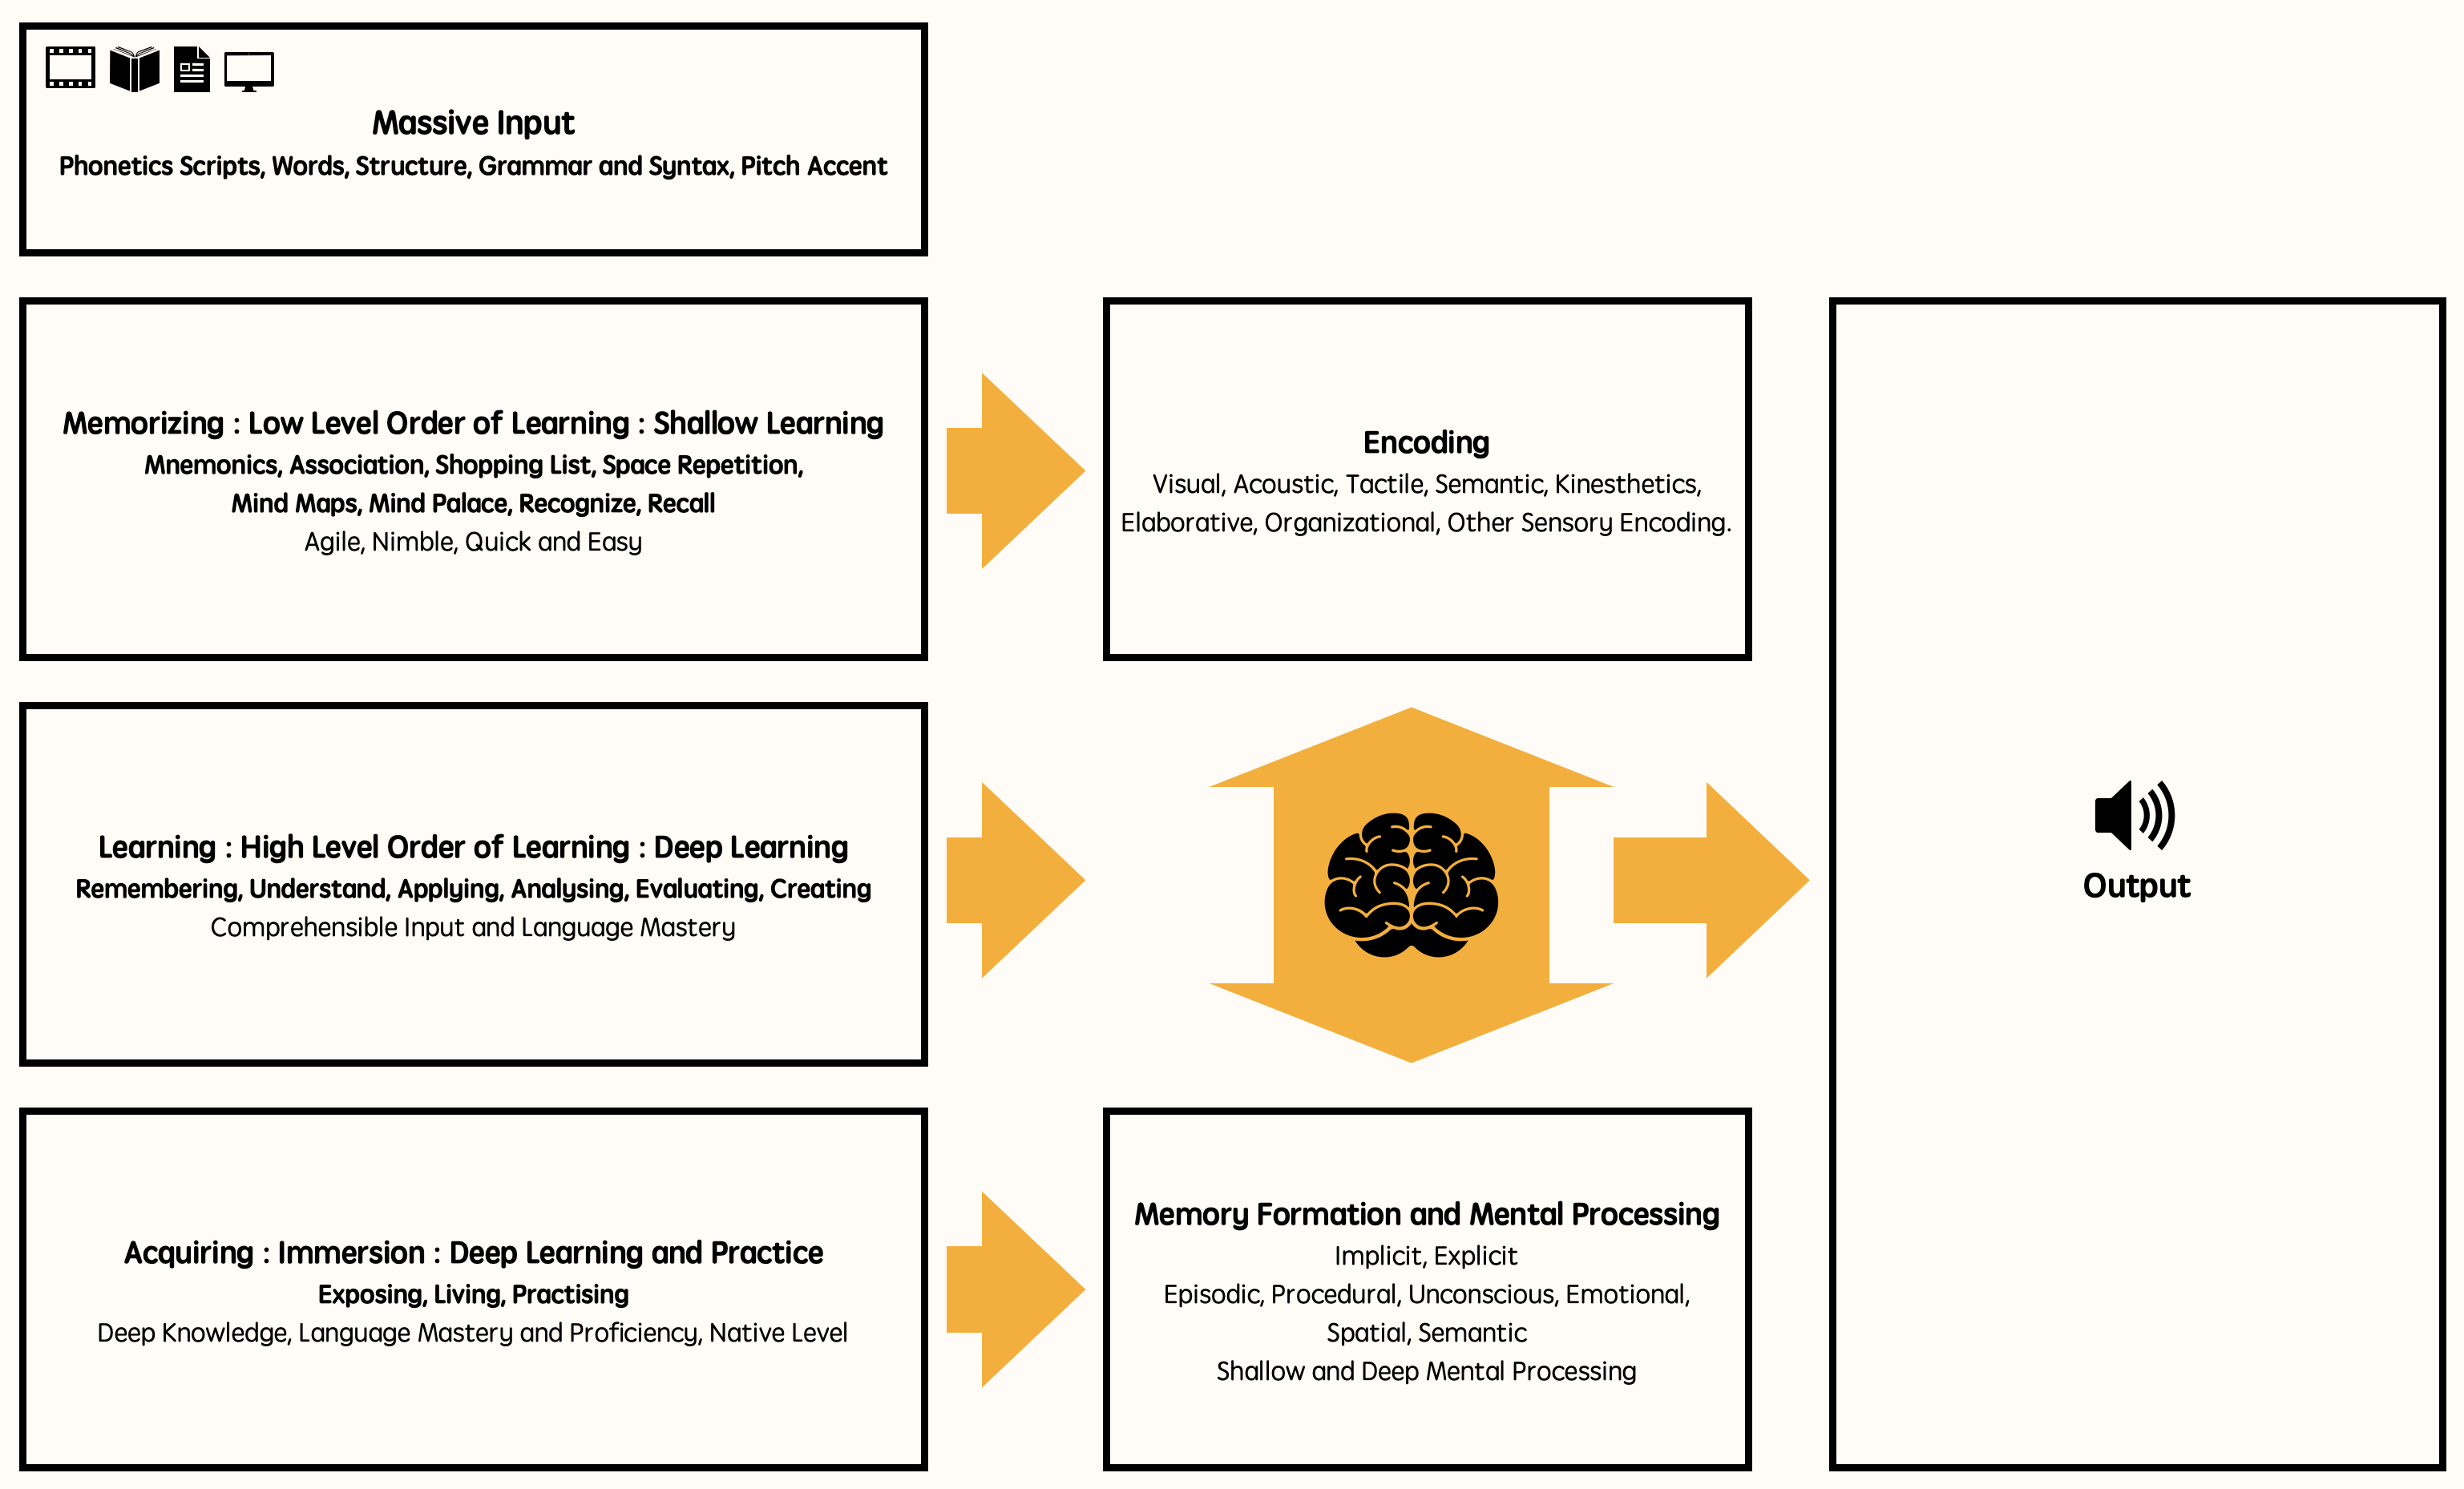 Massive Input
Phonetics Scripts, Words, Structure, Grammar and Syntax, Pitch Accent
Memorizing : Low Level Order of Learning : Shallow Learning
Mnemonics, Association, Shopping List, Space Repetition,
Mind Maps, Mind Palace, Recognize, Recall
Agile, Nimble, Quick and Easy
Encoding
Visual, Acoustic, Tactile, Semantic, Kinesthetics,
Elaborative, Organizational, Other Sensory Encoding.
Learning : High Level Order of Learning : Deep Learning
Remembering, Understand, Applying, Analysing, Evaluating, Creating
Comprehensible Input and Language Mastery
Output
Acquiring : Immersion : Deep Learning and Practice
Exposing, Living, Practising
Deep Knowledge, Language Mastery and Proficiency, Native Level
Memory Formation and Mental Processing
Implicit, Explicit
Episodic, Procedural, Unconscious, Emotional,
Spatial, Semantic
Shallow and Deep Mental Processing